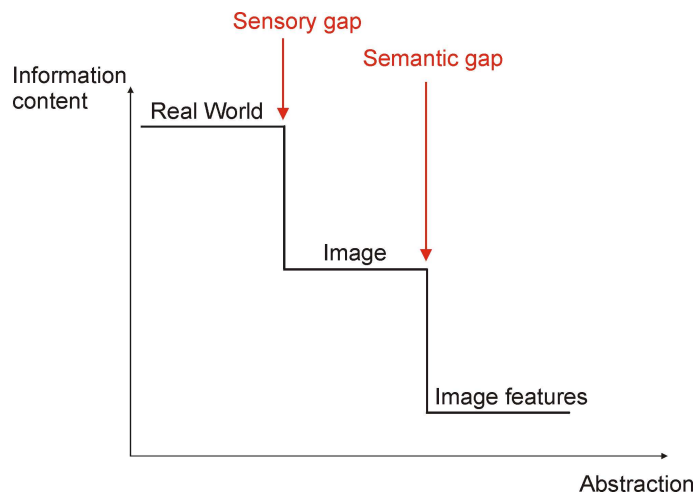 Sensory gap
Semantic gap
Information
content
Real World
Image
Image features
Abstraction